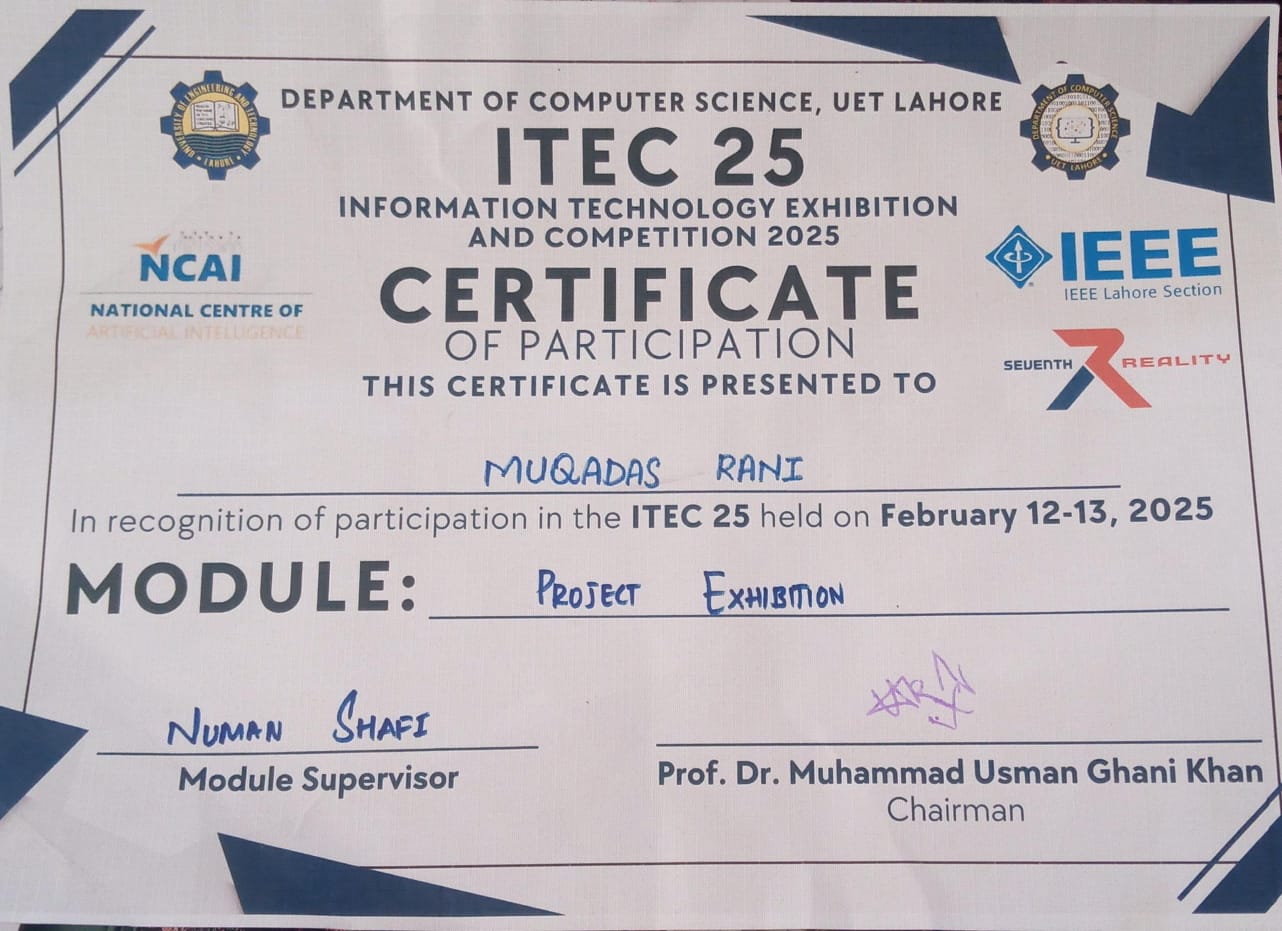 DEPARTMENT OF COMPUTER SCIENCE, UET LAHORE
ITEC 25
INFORMATION TECHNOLOGY EXHIBITION
AND COMPETITION 2025
UNIVERSITY OF ENGINEERING AND TECHNOLOGY
LAHORE
DEPARTMENT OF COMPUTER SCIENCE
UET LAHORE
NCAI
NATIONAL CENTRE OF
ARTIFICIAL INTELLIGENCE
CERTIFICATE
OF PARTICIPATION
THIS CERTIFICATE IS PRESENTED TO
IEEE
IEEE Lahore Section
SEVENTH R REALITY
MUQADAS RANI
In recognition of participation in the ITEC 25 held on February 12-13, 2025
MODULE: PROJECT EXHIBITION
NUMAN SHAFI
Module Supervisor
Prof. Dr. Muhammad Usman Ghani Khan
Chairman